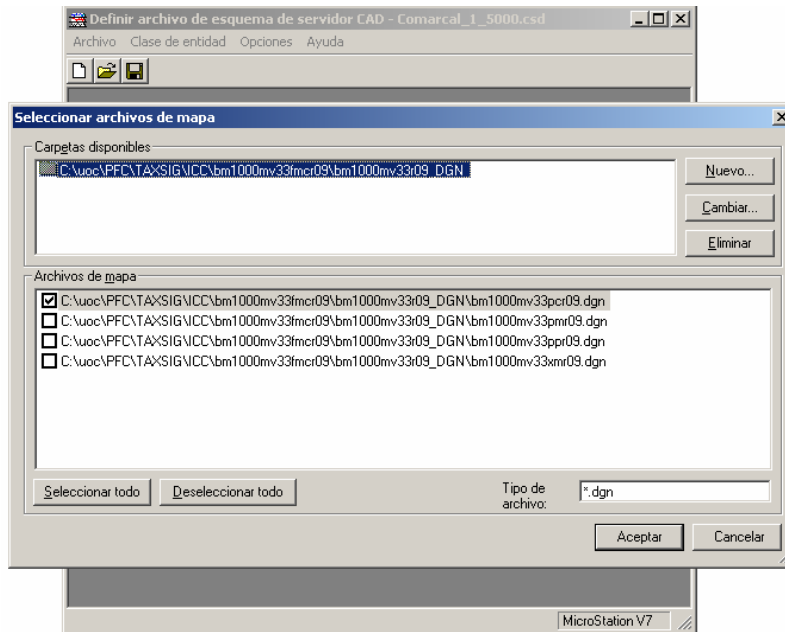 Definir archivo de esquema de servidor CAD - Comarcal_1_5000.csd
Archivo Clase de entidad Opciones Ayuda
Seleccionar archivos de mapa
Carpetas disponibles
C:\uoc\PFC\TAXSIG\ICC\bm1000mv33fmcr09\bm1000mv33r09_DGN
Nuevo...
Cambiar...
Eliminar
Archivos de mapa
C:\uoc\PFC\TAXSIG\ICC\bm1000mv33fmcr09\bm1000mv33r09_DGN\bm1000mv33pcr09.dgn
C:\uoc\PFC\TAXSIG\ICC\bm1000mv33fmcr09\bm1000mv33r09_DGN\bm1000mv33pmr09.dgn
C:\uoc\PFC\TAXSIG\ICC\bm1000mv33fmcr09\bm1000mv33r09_DGN\bm1000mv33ppr09.dgn
C:\uoc\PFC\TAXSIG\ICC\bm1000mv33fmcr09\bm1000mv33r09_DGN\bm1000mv33xmr09.dgn
Seleccionar todo Deseleccionar todo
Tipo de archivo: *.dgn
Aceptar Cancelar
MicroStation V7